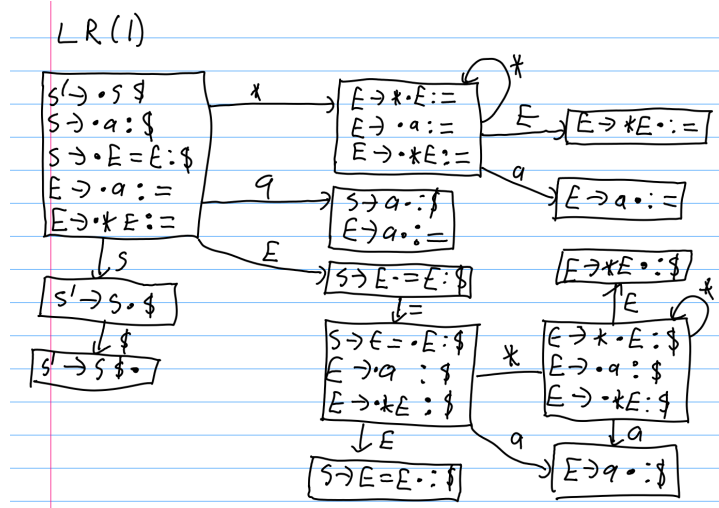 LR(1)
S' → · S $
S → · a : $
S → · E = E : $
E → · a : =
E → · * E : =
*
E → * · E : =
E → · a : =
E → · * E : =
*
E
E → * E · : =
a
E → a · : =
a
S → a · : $
E → a · : =
E
S → E · = E : $
S
S' → S · $
$
S' → S $ ·
=
S → E = · E : $
E → · a : $
E → · * E : $
E
S → E = E · : $
*
E → * · E : $
E → · a : $
E → · * E : $
*
E
E → * E · : $
a
a
E → a · : $